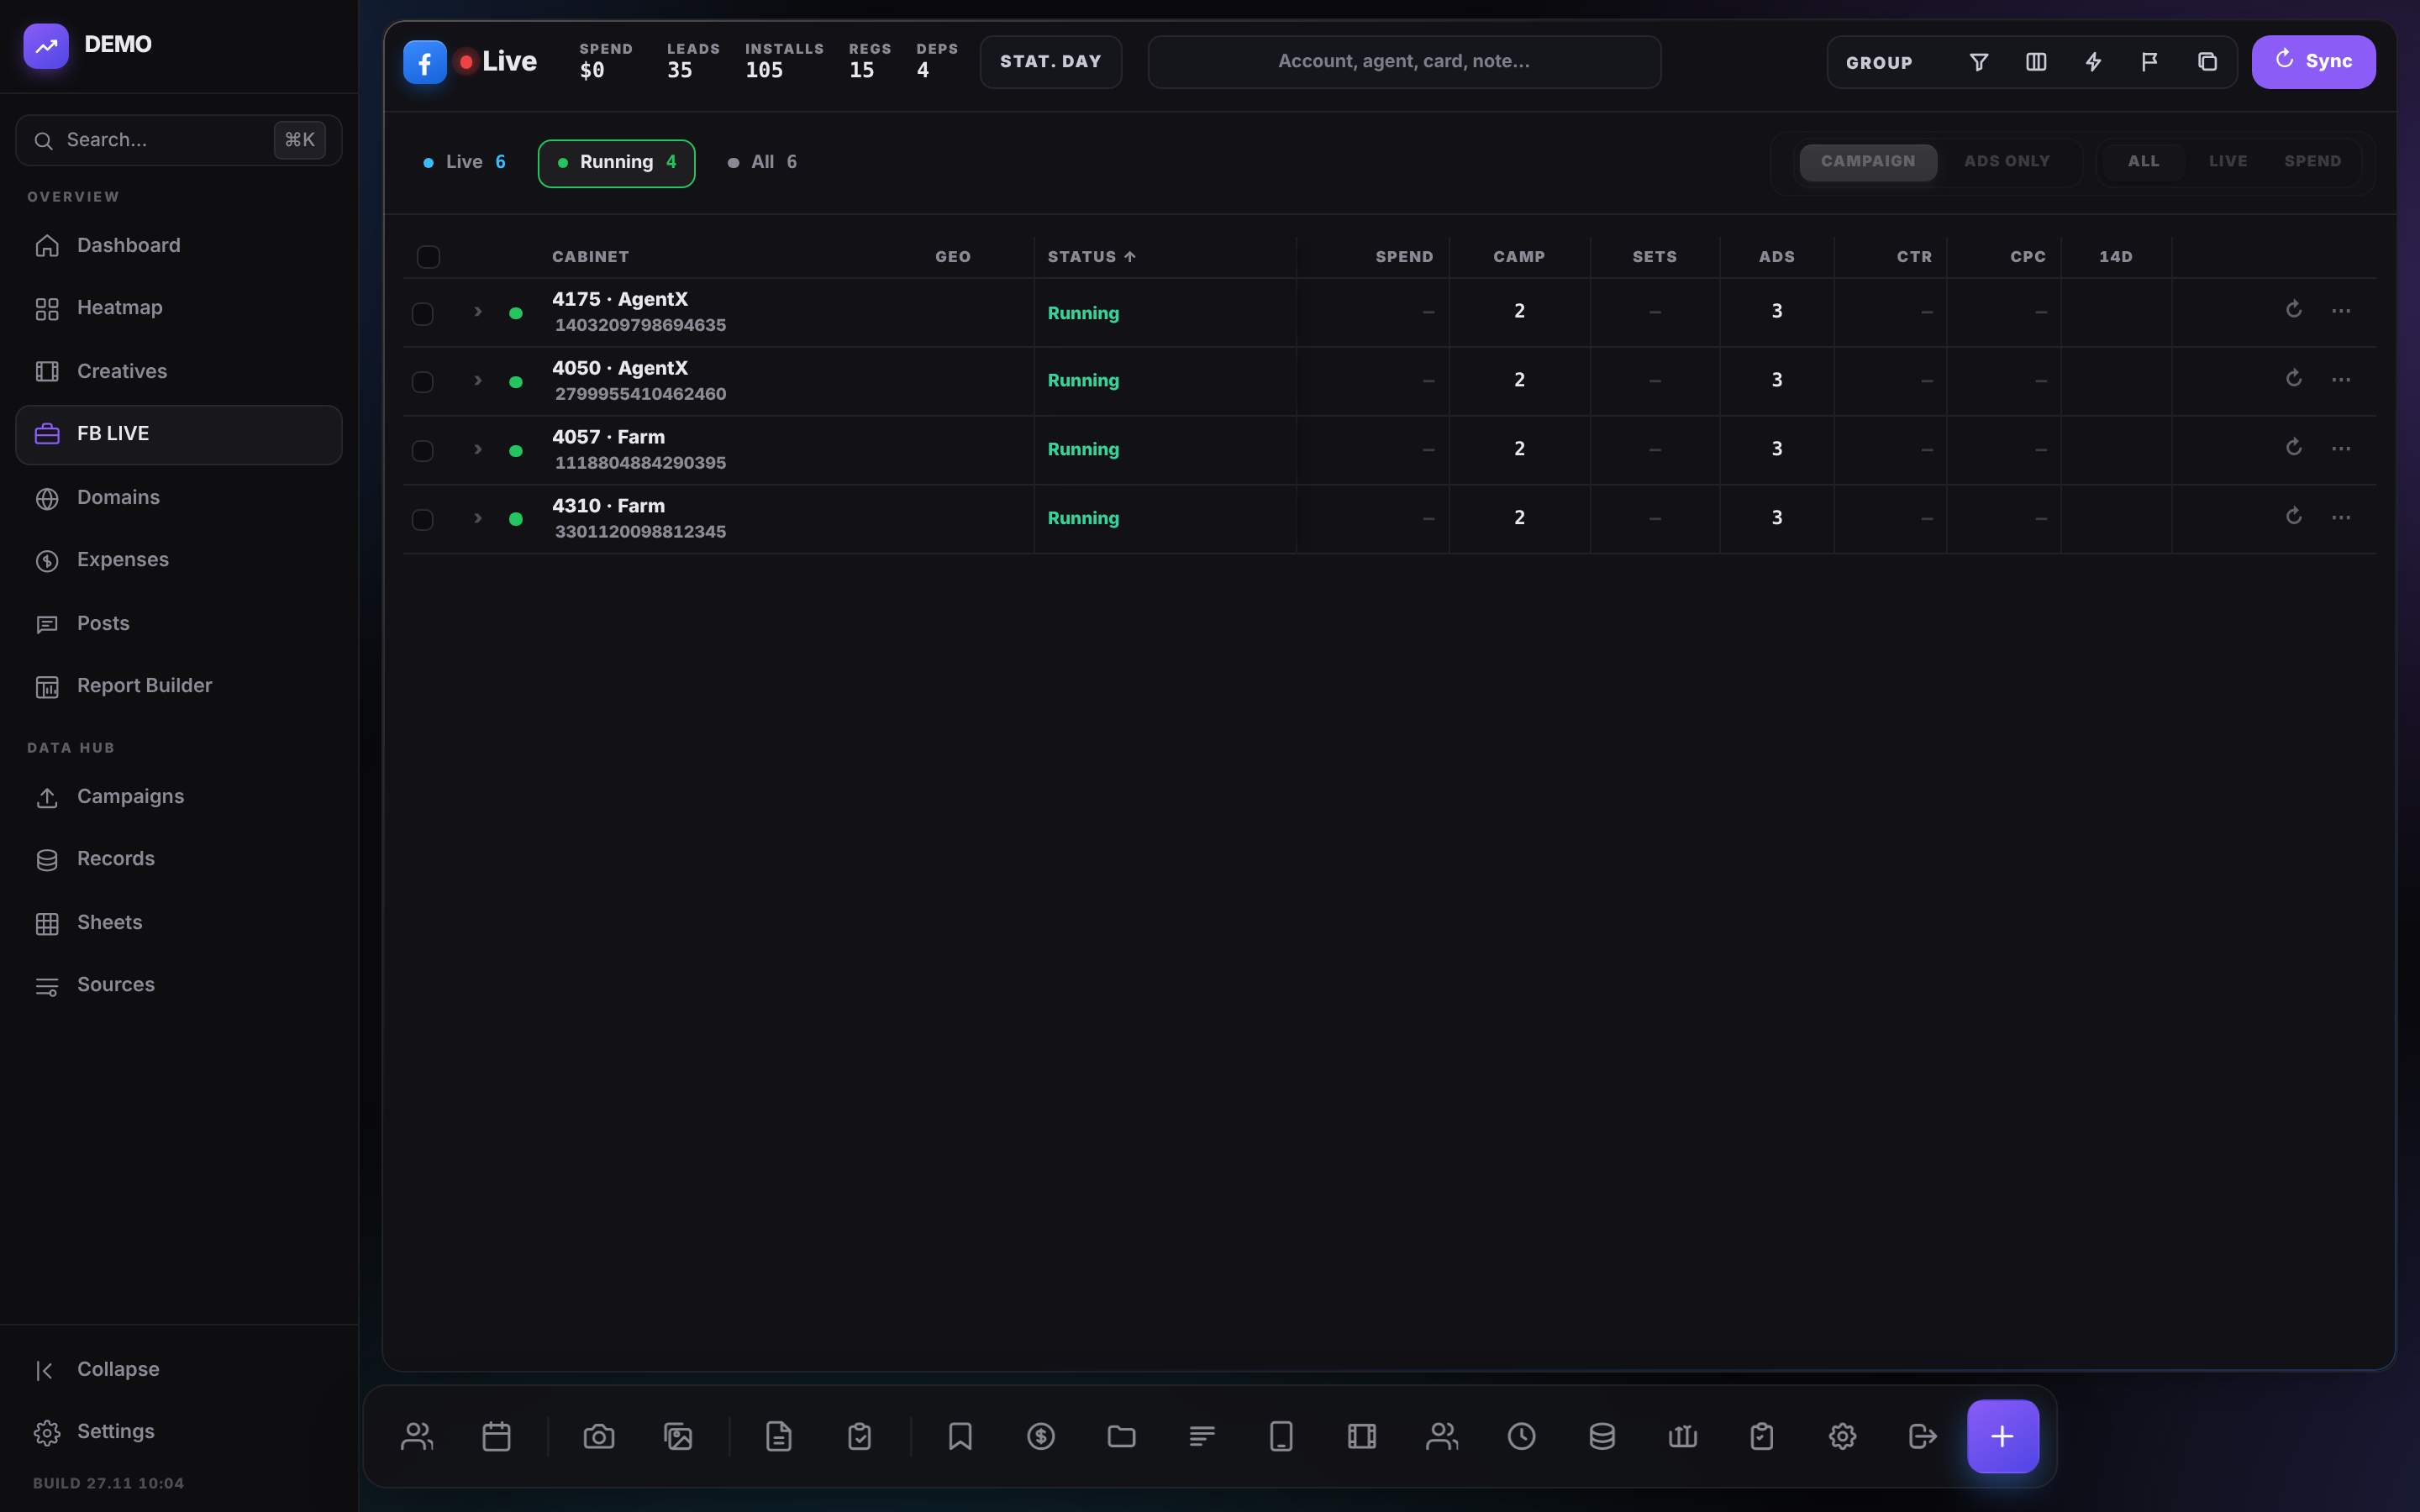 DEMO
Search...
⌘K
OVERVIEW
Dashboard
Heatmap
Creatives
FB LIVE
Domains
Expenses
Posts
Report Builder
DATA HUB
Campaigns
Records
Sheets
Sources
Collapse
Settings
BUILD 27.11 10:04
Live
SPEND LEADS INSTALLS REGS DEPS
$0 35 105 15 4
STAT. DAY
Account, agent, card, note...
GROUP
Sync
Live 6
Running 4
All 6
CAMPAIGN
ADS ONLY
ALL
LIVE
SPEND
CABINET GEO STATUS ↑ SPEND CAMP SETS ADS CTR CPC 14D
4175 · AgentX
1403209798694635
Running – 2 – 3 – –
4050 · AgentX
2799955410462460
Running – 2 – 3 – –
4057 · Farm
1118804884290395
Running – 2 – 3 – –
4310 · Farm
3301120098812345
Running – 2 – 3 – –